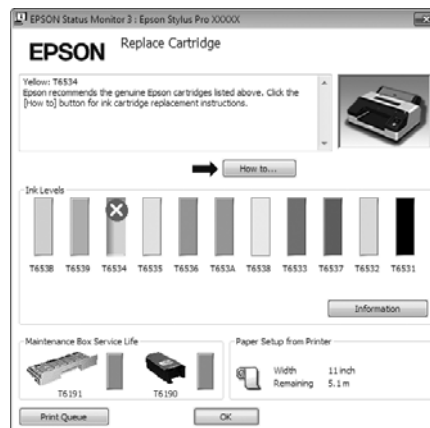 EPSON Status Monitor 3 : Epson Stylus Pro XXXXX
EPSON
Replace Cartridge
Yellow: T6534
Epson recommends the genuine Epson cartridges listed above. Click the
[How to] button for ink cartridge replacement instructions.
How to...
Ink Levels
T653B T6539 T6534 T6535 T6536 T653A T6538 T6533 T6537 T6532 T6531
Information
Maintenance Box Service Life
T6191 T6190
Paper Setup from Printer
Width 11 inch
Remaining 5.1 m
Print Queue
OK